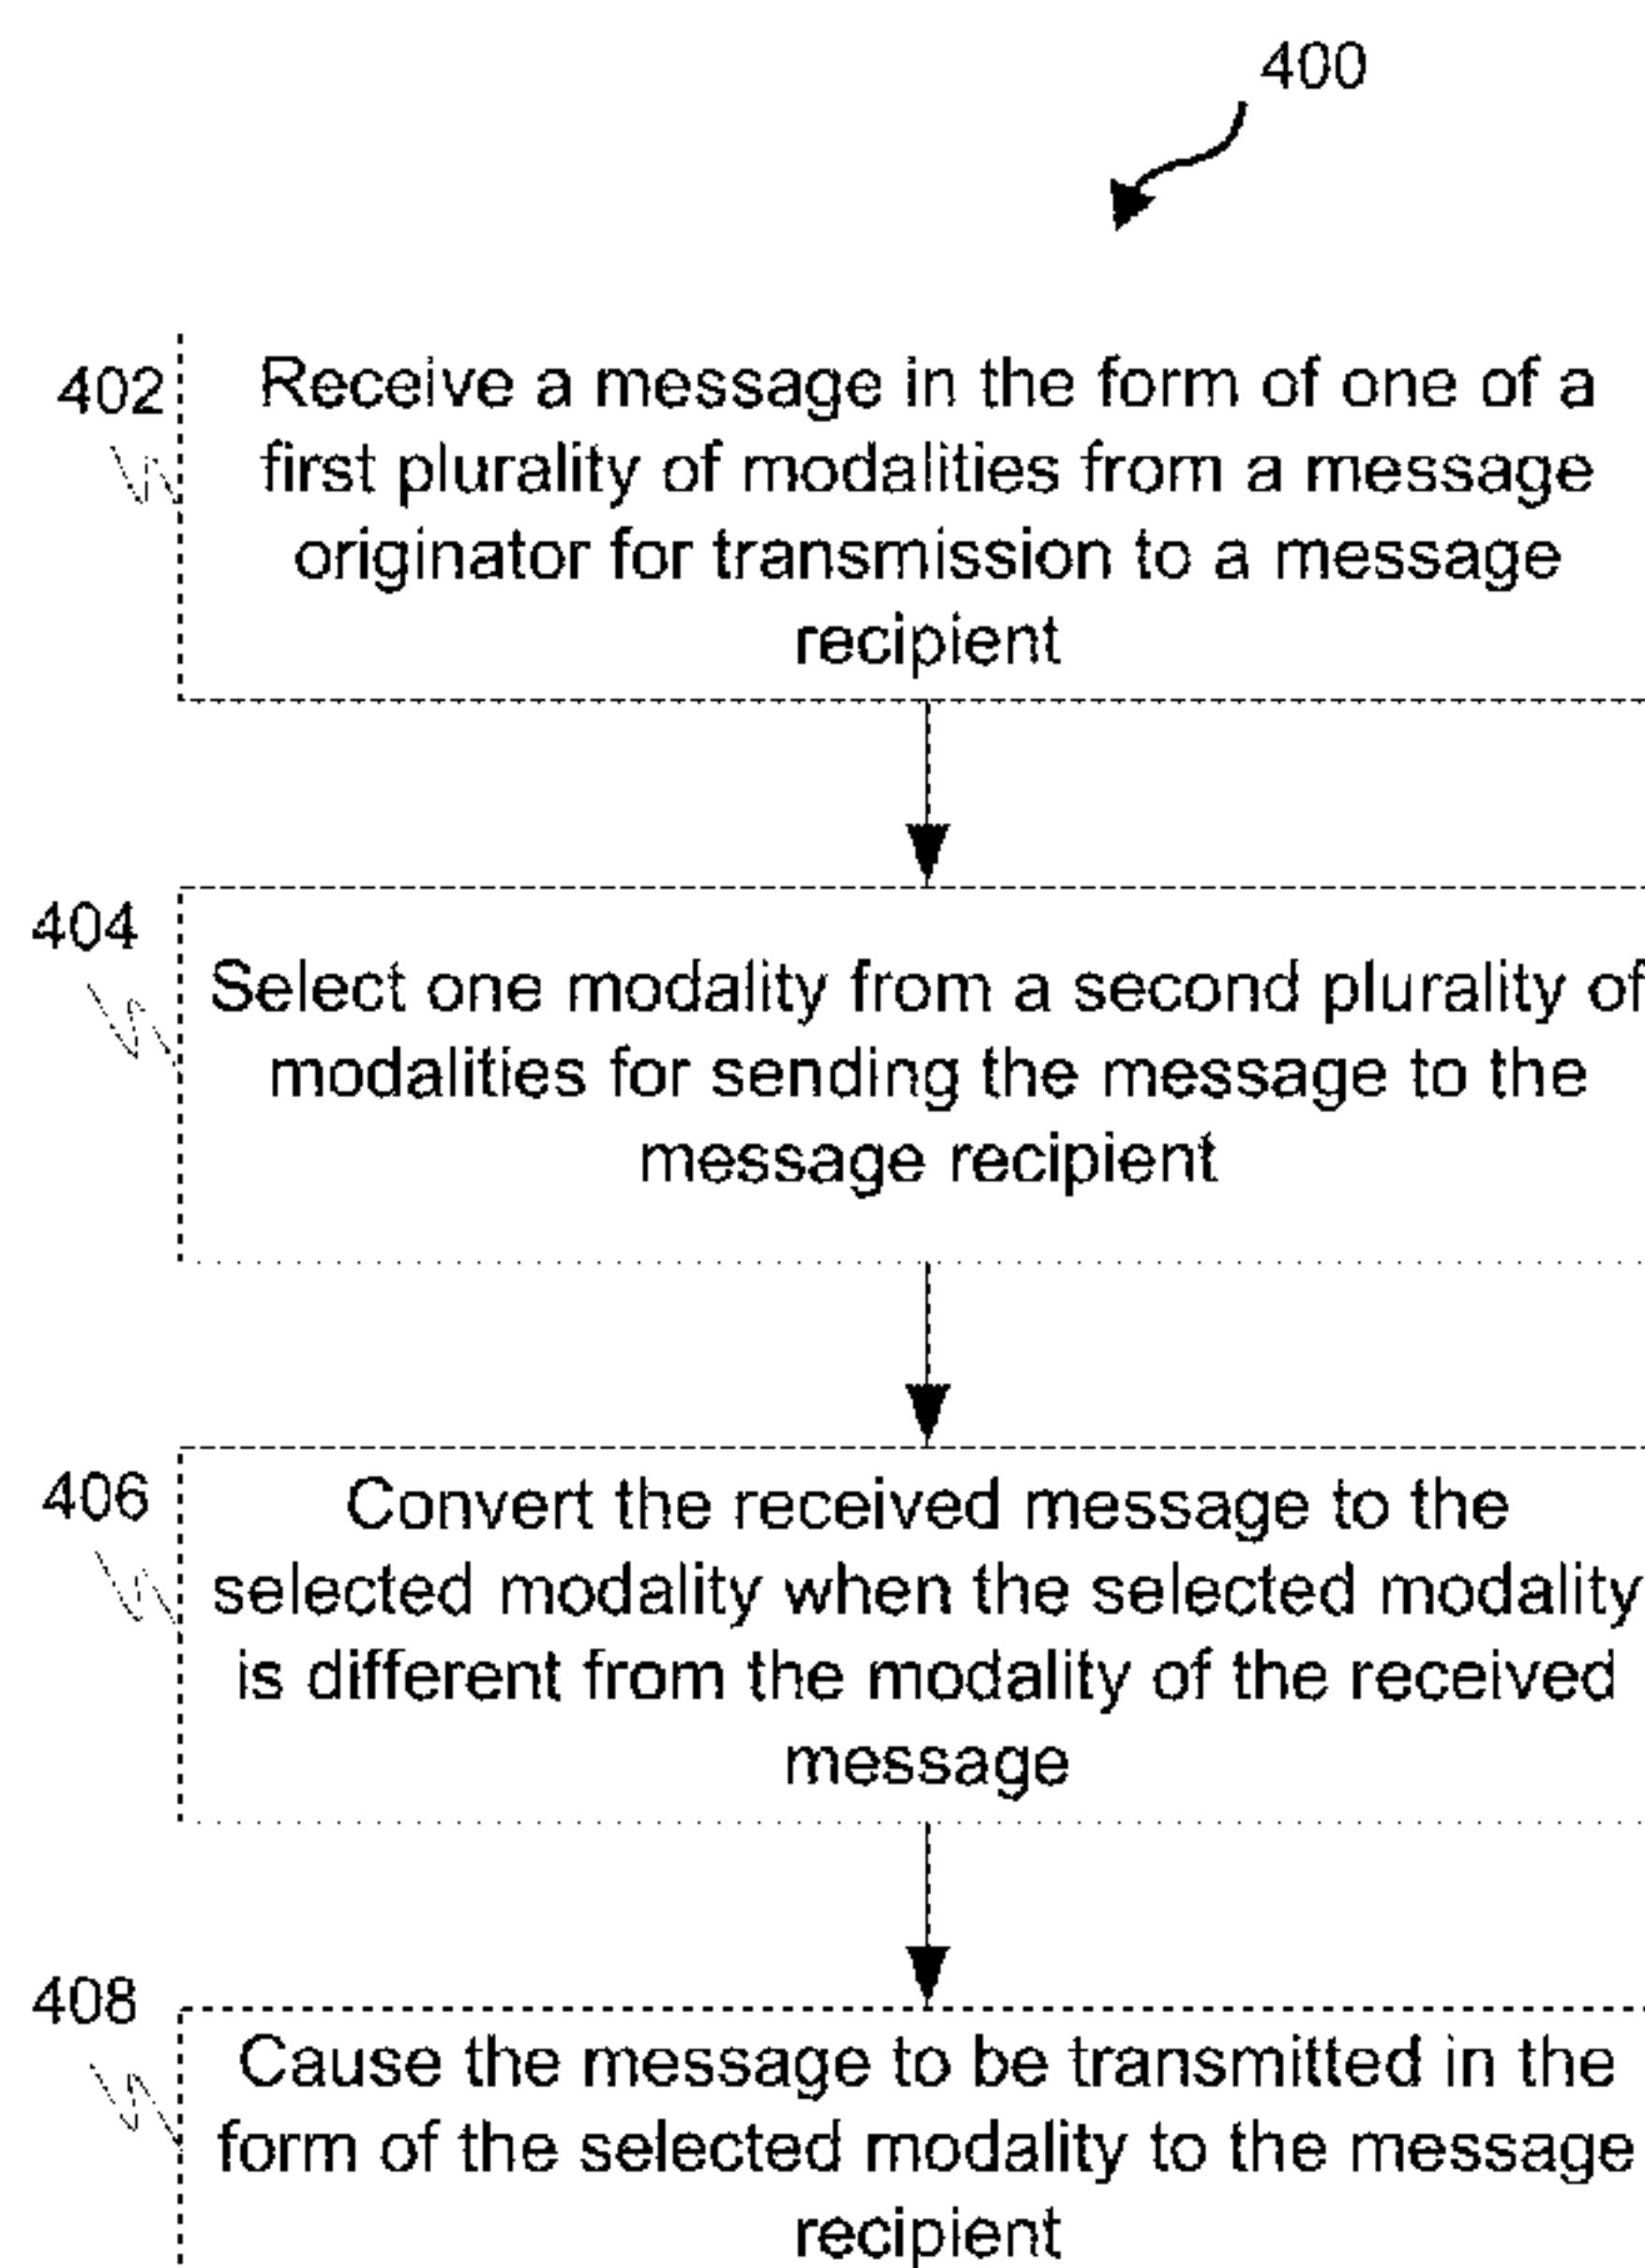 400
402
Receive a message in the form of one of a
first plurality of modalities from a message
originator for transmission to a message
recipient
404
Select one modality from a second plurality of
modalities for sending the message to the
message recipient
406
Convert the received message to the
selected modality when the selected modality
is different from the modality of the received
message
408
Cause the message to be transmitted in the
form of the selected modality to the message
recipient